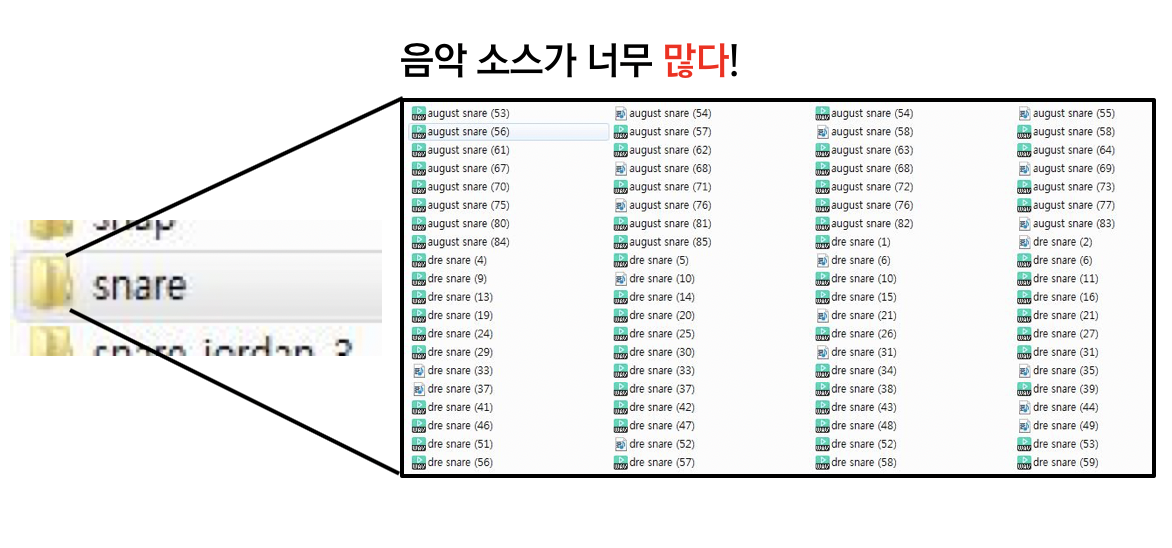 음악 소스가 너무 많다!
snap
snare
snare jordan 3
august snare (53) august snare (54) august snare (54) august snare (55)
august snare (56) august snare (57) august snare (58) august snare (58)
august snare (61) august snare (62) august snare (63) august snare (64)
august snare (67) august snare (68) august snare (68) august snare (69)
august snare (70) august snare (71) august snare (72) august snare (73)
august snare (75) august snare (76) august snare (76) august snare (77)
august snare (80) august snare (81) august snare (82) august snare (83)
august snare (84) august snare (85) dre snare (1) dre snare (2)
dre snare (4) dre snare (5) dre snare (6) dre snare (6)
dre snare (9) dre snare (10) dre snare (10) dre snare (11)
dre snare (13) dre snare (14) dre snare (15) dre snare (16)
dre snare (19) dre snare (20) dre snare (21) dre snare (21)
dre snare (24) dre snare (25) dre snare (26) dre snare (27)
dre snare (29) dre snare (30) dre snare (31) dre snare (31)
dre snare (33) dre snare (33) dre snare (34) dre snare (35)
dre snare (37) dre snare (37) dre snare (38) dre snare (39)
dre snare (41) dre snare (42) dre snare (43) dre snare (44)
dre snare (46) dre snare (47) dre snare (48) dre snare (49)
dre snare (51) dre snare (52) dre snare (52) dre snare (53)
dre snare (56) dre snare (57) dre snare (58) dre snare (59)